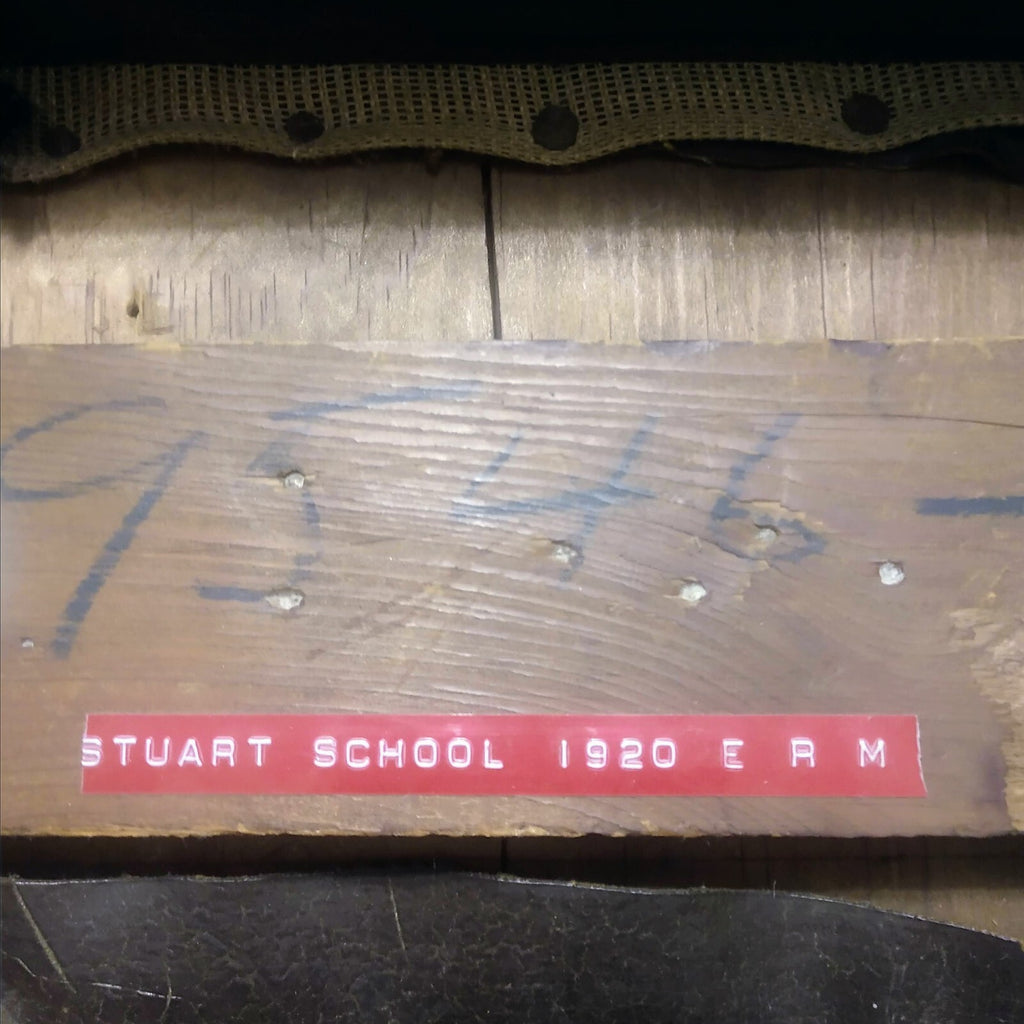 9546-
STUART SCHOOL 1920 E R M